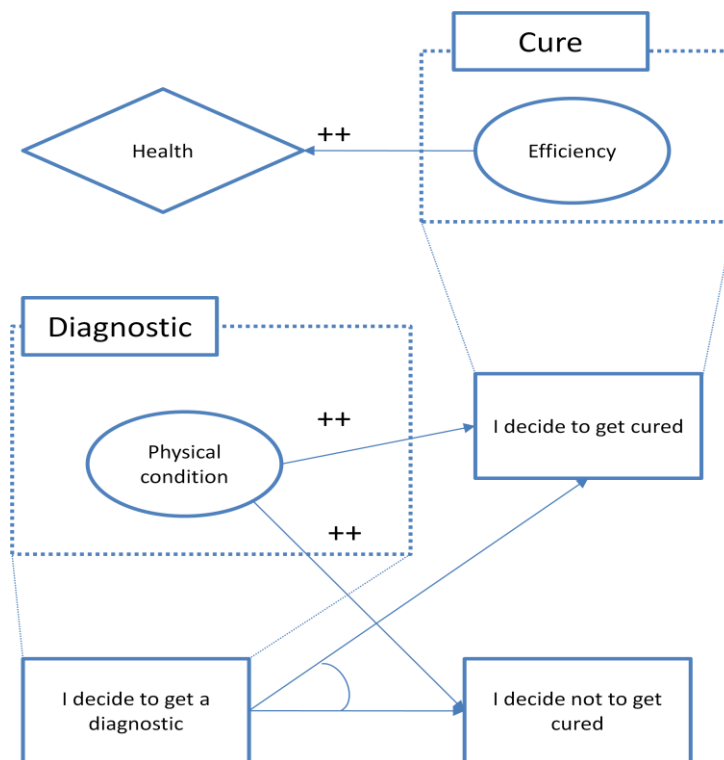 Cure
++
Health
Efficiency
Diagnostic
++
I decide to get cured
Physical
condition
++
I decide to get a
diagnostic
I decide not to get
cured